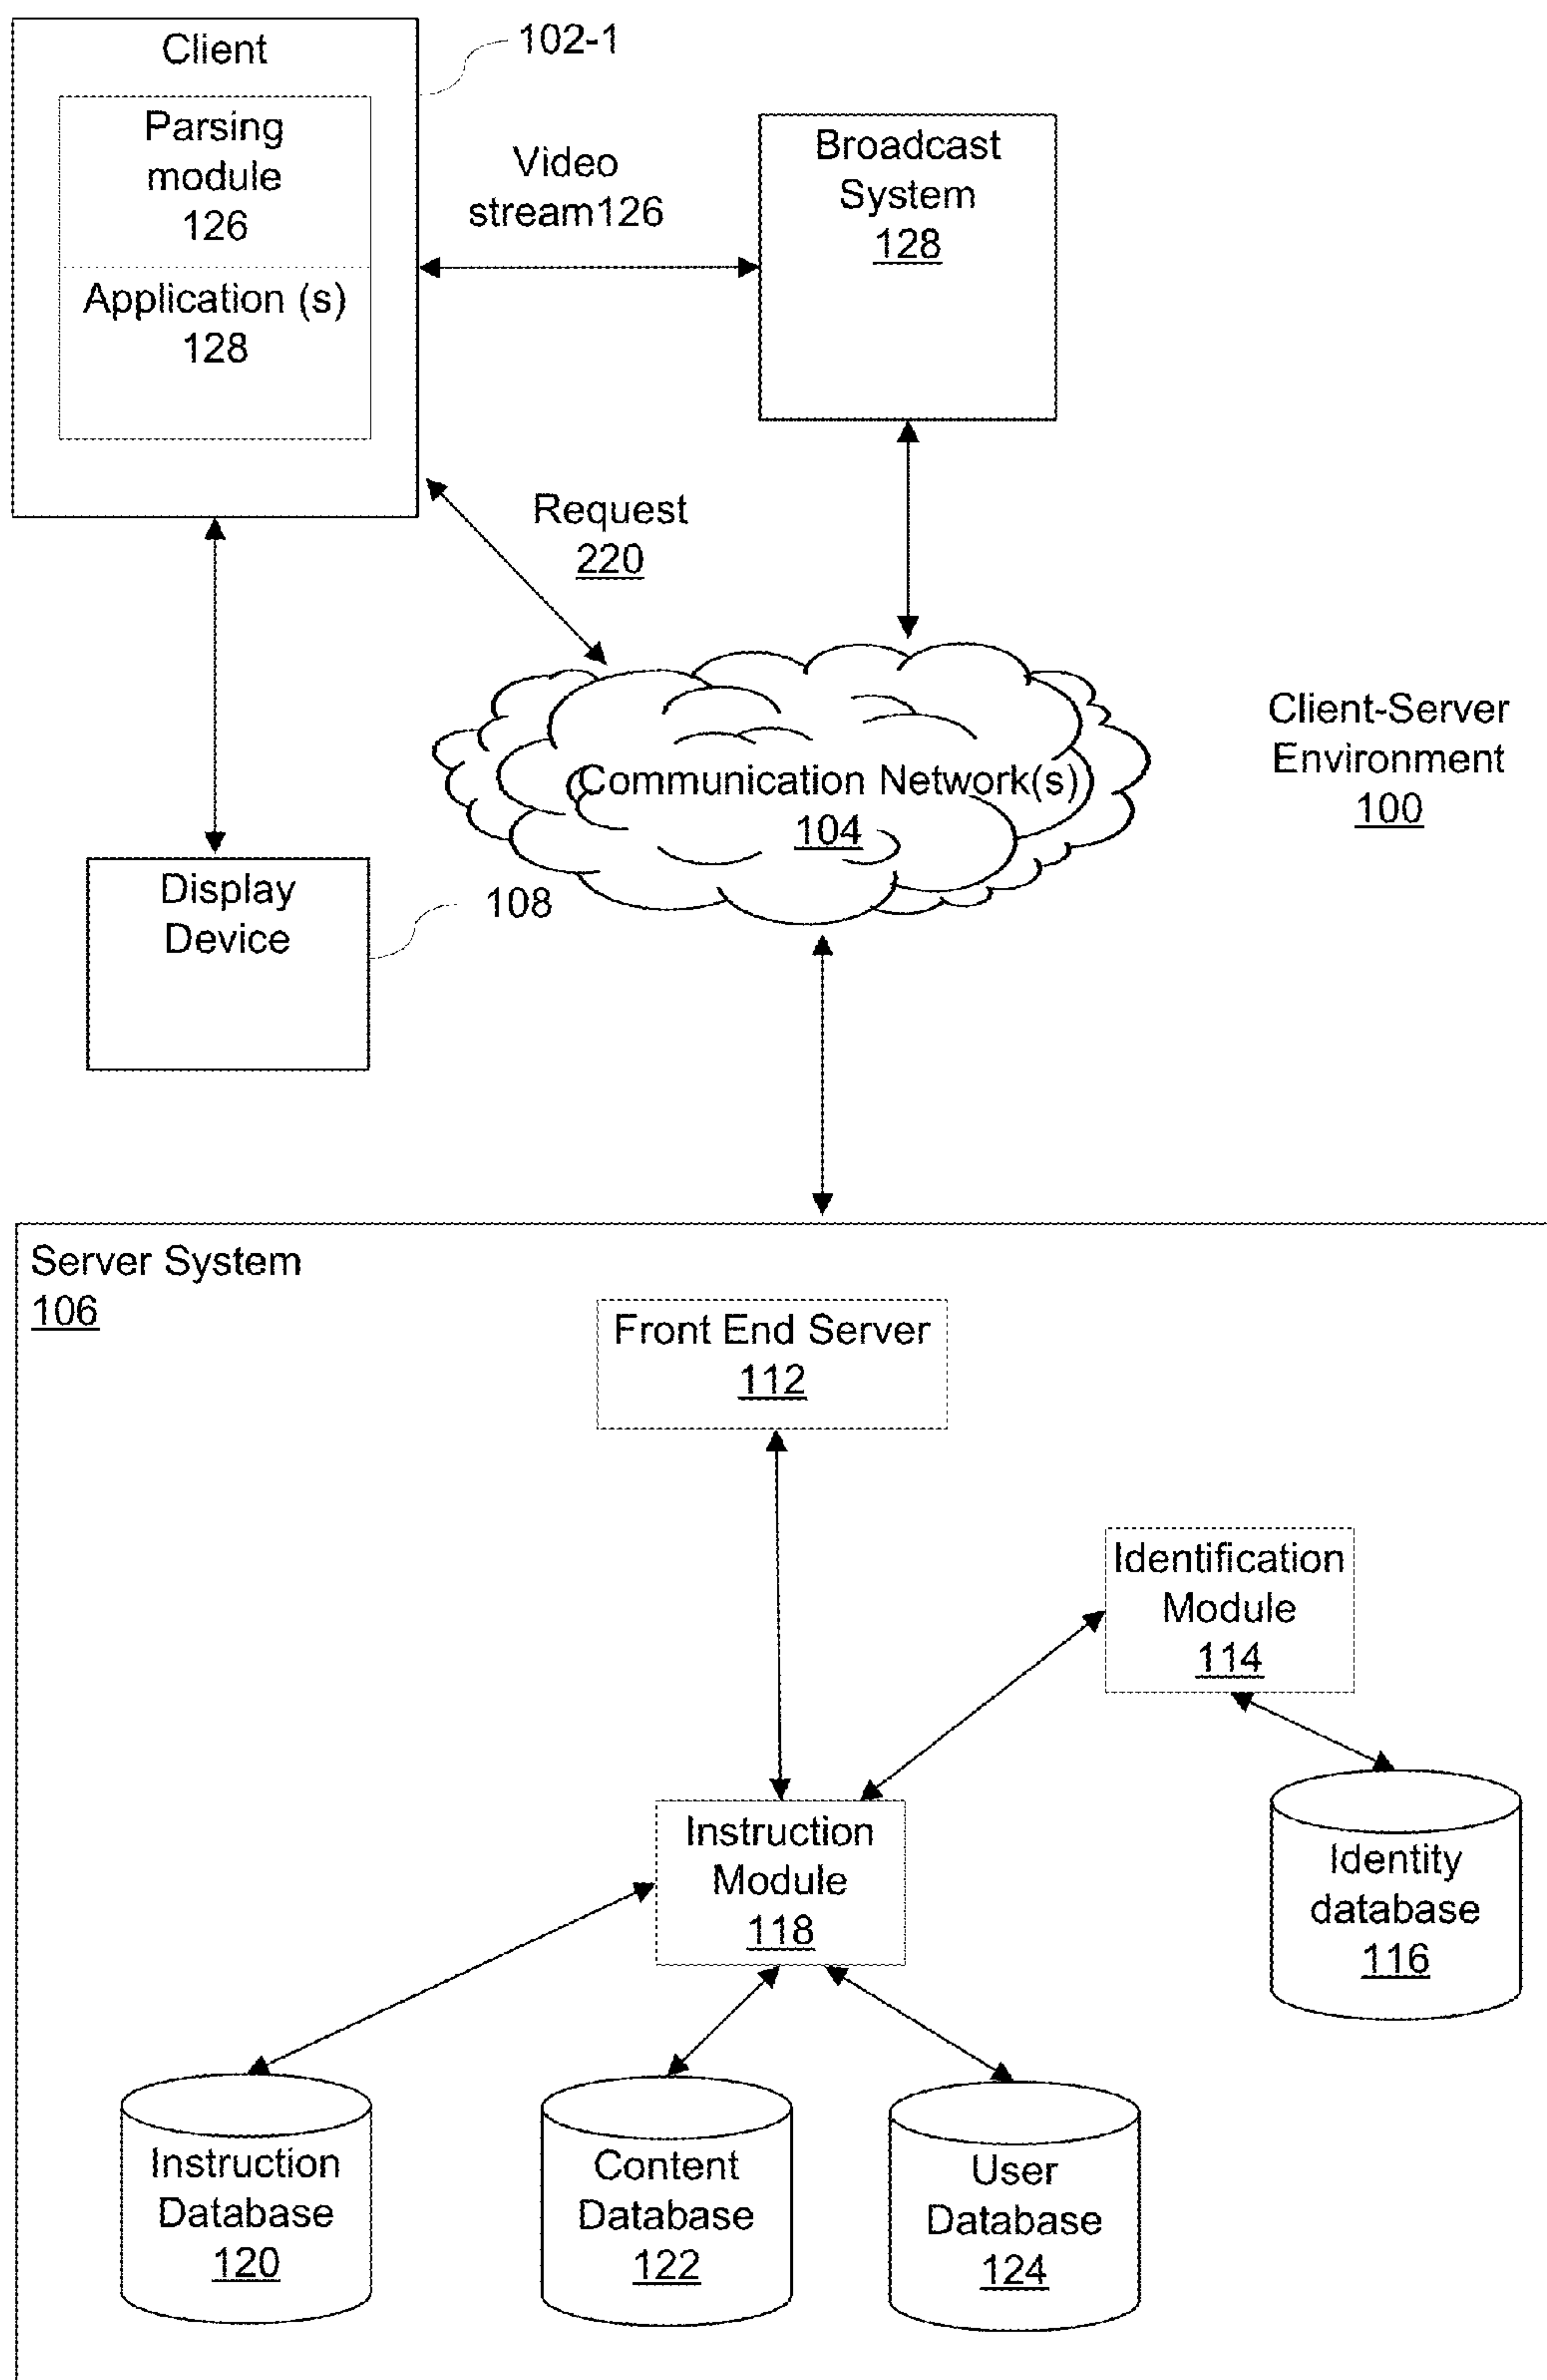 Client
102-1
Parsing
module
126
Application (s)
128
Video
stream126
Broadcast
System
128
Request
220
Communication Network(s)
104
Client-Server
Environment
100
Display
Device
108
Server System
106
Front End Server
112
Identification
Module
114
Instruction
Module
118
Identity
database
116
Instruction
Database
120
Content
Database
122
User
Database
124